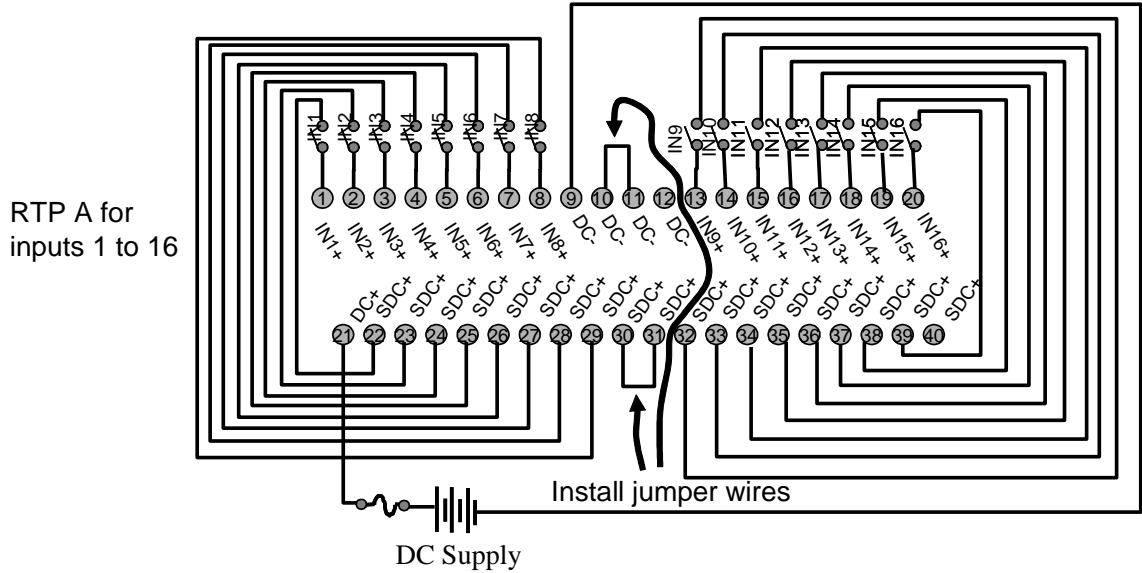 IN1 IN2 IN3 IN4 IN5 IN6 IN7 IN8 IN9 IN10 IN11 IN12 IN13 IN14 IN15 IN16
RTP A for
inputs 1 to 16
1 2 3 4 5 6 7 8 9 10 11 12 13 14 15 16 17 18 19 20
IN1+ IN2+ IN3+ IN4+ IN5+ IN6+ IN7+ IN8+ DC- DC- DC- DC- IN9+ IN10+ IN11+ IN12+ IN13+ IN14+ IN15+ IN16+
DC+ SDC+ SDC+ SDC+ SDC+ SDC+ SDC+ SDC+ SDC+ SDC+ SDC+ SDC+ SDC+ SDC+ SDC+ SDC+ SDC+ SDC+ SDC+ SDC+
21 22 23 24 25 26 27 28 29 30 31 32 33 34 35 36 37 38 39 40
Install jumper wires
DC Supply